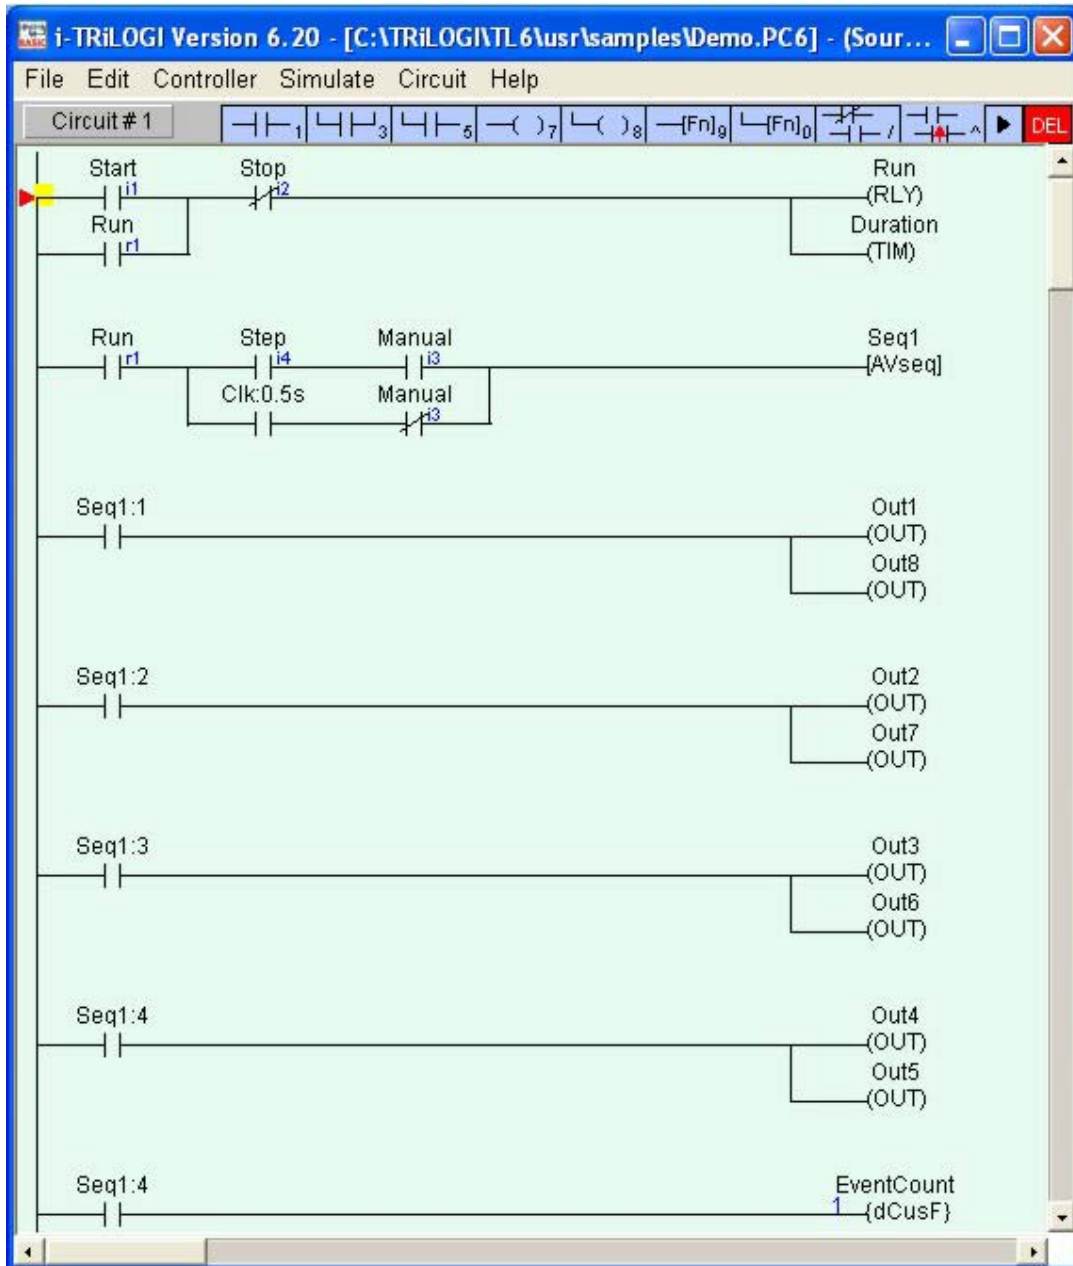 i-TRiLOGI Version 6.20 - [C:\TRiLOGI\TL6\usr\samples\Demo.PC6] - (Sour...
File Edit Controller Simulate Circuit Help
Circuit # 1 1 3 5 ( )7 ( )8 [Fn]9 [Fn]0 / ^ DEL
Start Stop Run
i1 i2 (RLY)
Run Duration
r1 (TIM)
Run Step Manual Seq1
r1 i4 i3 [AVseq]
Clk:0.5s Manual
i3
Seq1:1 Out1
(OUT)
Out8
(OUT)
Seq1:2 Out2
(OUT)
Out7
(OUT)
Seq1:3 Out3
(OUT)
Out6
(OUT)
Seq1:4 Out4
(OUT)
Out5
(OUT)
Seq1:4 EventCount
1 {dCusF}